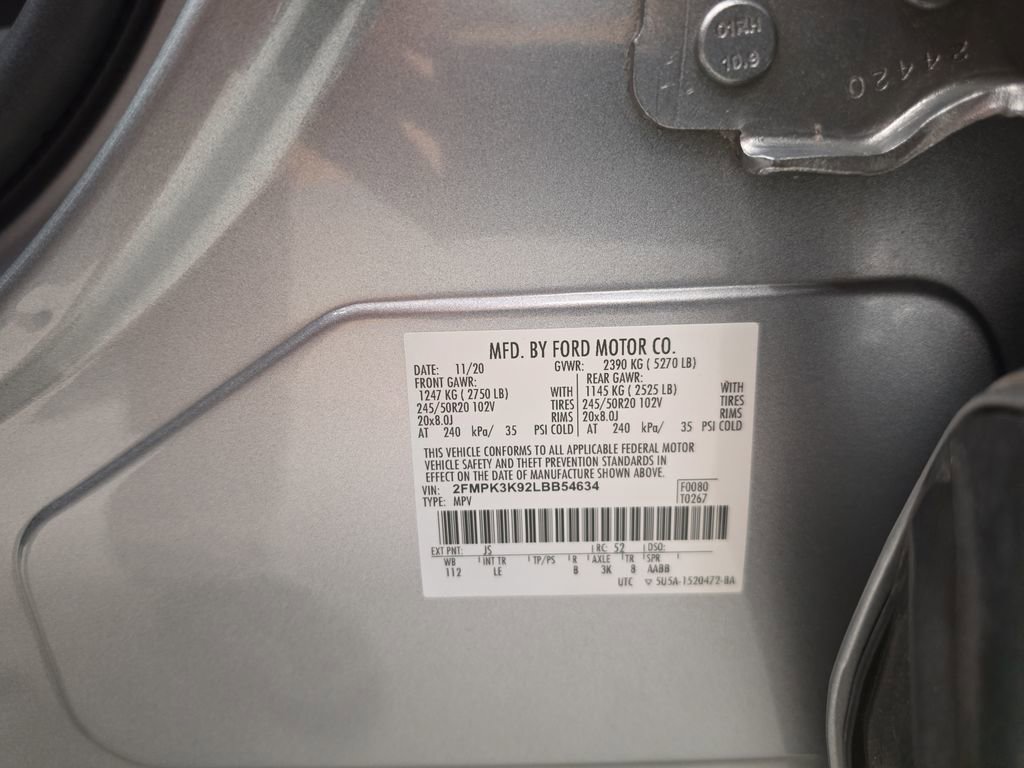 01R.H
10.9
21120
MFD. BY FORD MOTOR CO.
DATE: 11/20 GVWR: 2390 KG ( 5270 LB)
FRONT GAWR: REAR GAWR:
1247 KG ( 2750 LB) WITH 1145 KG ( 2525 LB) WITH
245/50R20 102V TIRES 245/50R20 102V TIRES
20x8.0J RIMS 20x8.0J RIMS
AT 240 kPa/ 35 PSI COLD AT 240 kPa/ 35 PSI COLD
THIS VEHICLE CONFORMS TO ALL APPLICABLE FEDERAL MOTOR
VEHICLE SAFETY AND THEFT PREVENTION STANDARDS IN
EFFECT ON THE DATE OF MANUFACTURE SHOWN ABOVE.
VIN: 2FMPK3K92LBB54634 F0080
TYPE: MPV T0267
EXT PNT: JS RC: 52 DSO:
WB INT TR TP/PS R AXLE TR SPR
112 LE B 3K 8 AABB
UTC ▽ 5U5A-1520472-BA